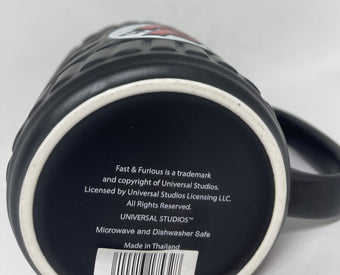 Fast & Furious is a trademark
and copyright of Universal Studios.
Licensed by Universal Studios Licensing LLC.
All Rights Reserved.
UNIVERSAL STUDIOS™
Microwave and Dishwasher Safe
Made in Thailand